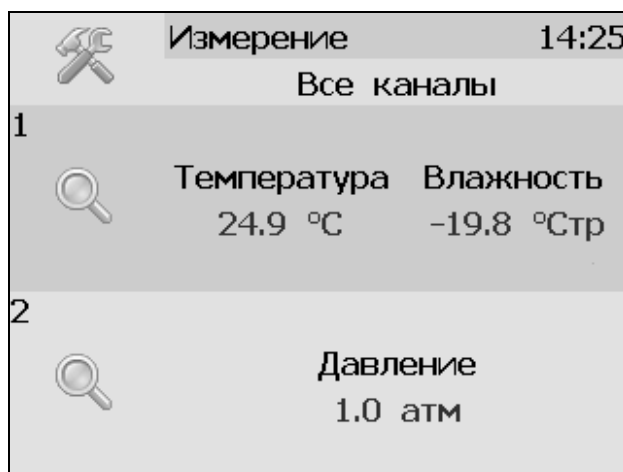 Измерение 14:25
Все каналы
1
Температура Влажность
24.9 °C -19.8 °Стр
2
Давление
1.0 атм